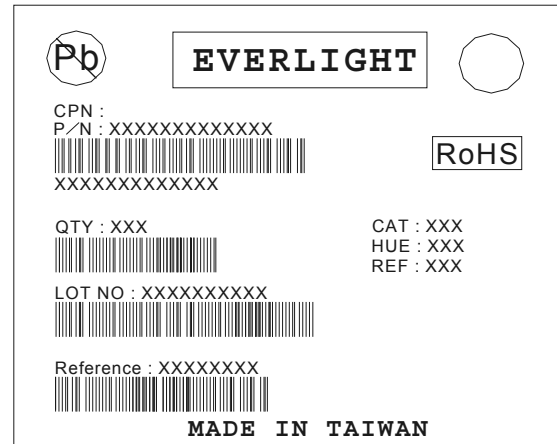 Pb
EVERLIGHT
CPN :
P/N : XXXXXXXXXXXXX
RoHS
XXXXXXXXXXXXX
QTY : XXX
CAT : XXX
HUE : XXX
REF : XXX
LOT NO : XXXXXXXXXX
Reference : XXXXXXXX
MADE IN TAIWAN